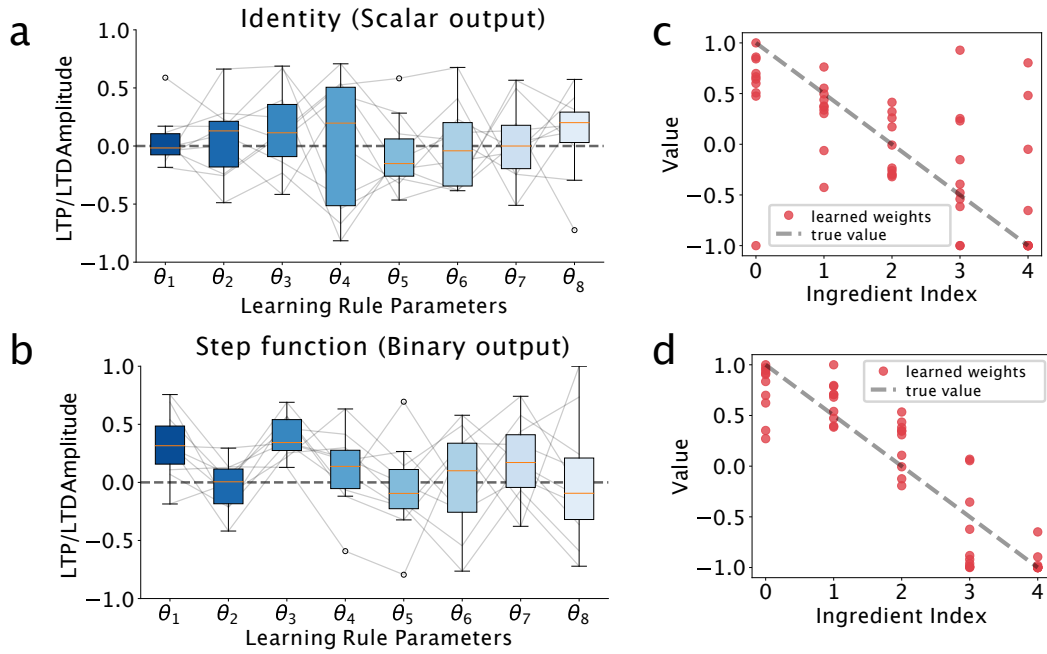 a
Identity (Scalar output)
LTP/LTDAmplitude
1.0
0.5
0.0
−0.5
−1.0
θ1 θ2 θ3 θ4 θ5 θ6 θ7 θ8
Learning Rule Parameters
c
Value
1.0
0.5
0.0
−0.5
−1.0
learned weights
true value
0 1 2 3 4
Ingredient Index
b
Step function (Binary output)
LTP/LTDAmplitude
1.0
0.5
0.0
−0.5
−1.0
θ1 θ2 θ3 θ4 θ5 θ6 θ7 θ8
Learning Rule Parameters
d
Value
1.0
0.5
0.0
−0.5
−1.0
learned weights
true value
0 1 2 3 4
Ingredient Index